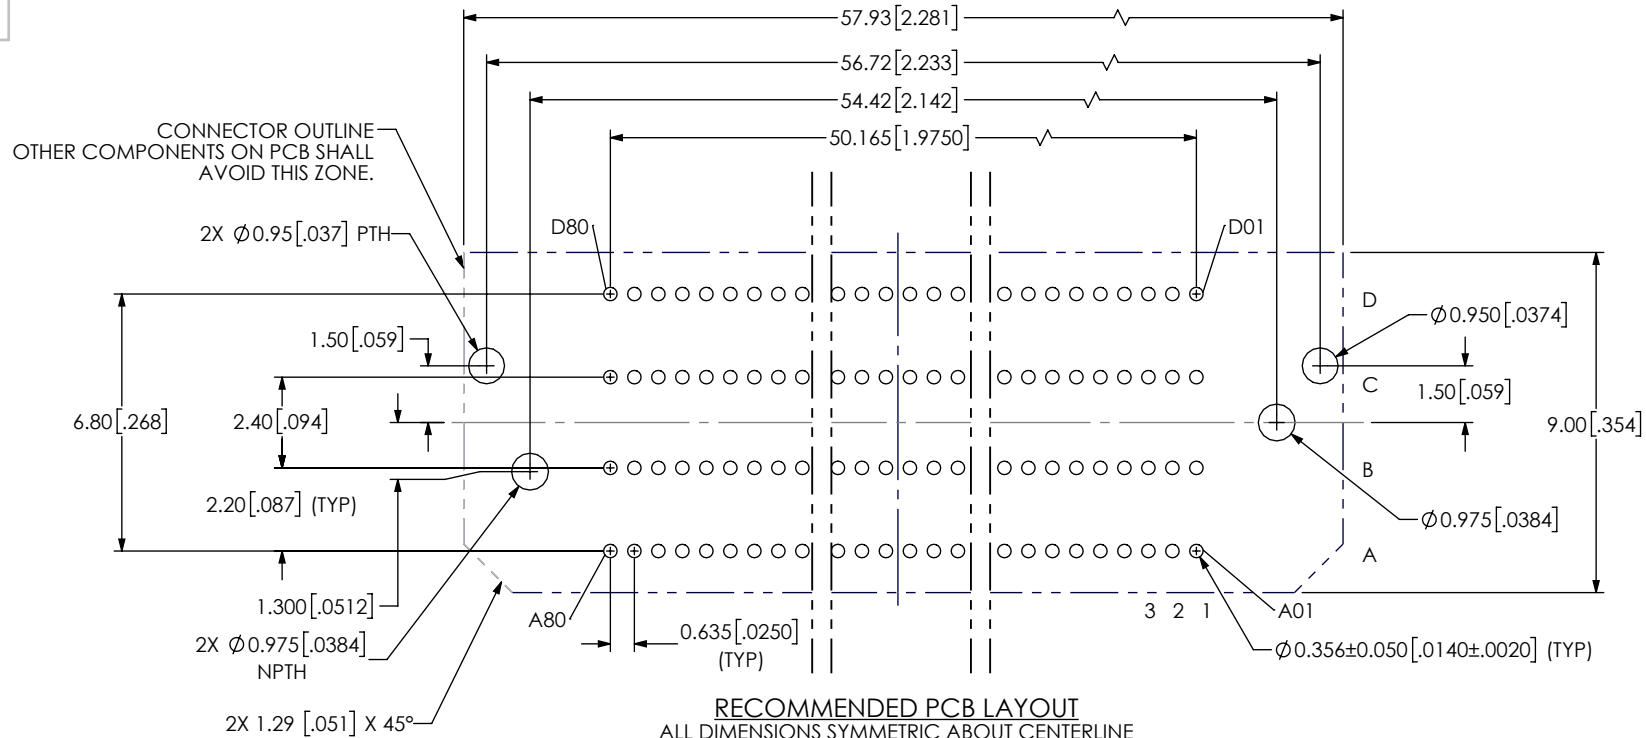 57.93[2.281]
56.72[2.233]
54.42[2.142]
50.165[1.9750]
CONNECTOR OUTLINE
OTHER COMPONENTS ON PCB SHALL
AVOID THIS ZONE.
2X Ø0.95[.037] PTH
D80
D01
D
Ø0.950[.0374]
1.50[.059]
C
1.50[.059]
6.80[.268]
2.40[.094]
9.00[.354]
B
2.20[.087] (TYP)
Ø0.975[.0384]
A
1.300[.0512]
A80
3 2 1
A01
0.635[.0250]
(TYP)
2X Ø0.975[.0384]
NPTH
Ø0.356±0.050[.0140±.0020] (TYP)
2X 1.29 [.051] X 45°
RECOMMENDED PCB LAYOUT
ALL DIMENSIONS SYMMETRIC ABOUT CENTERLINE